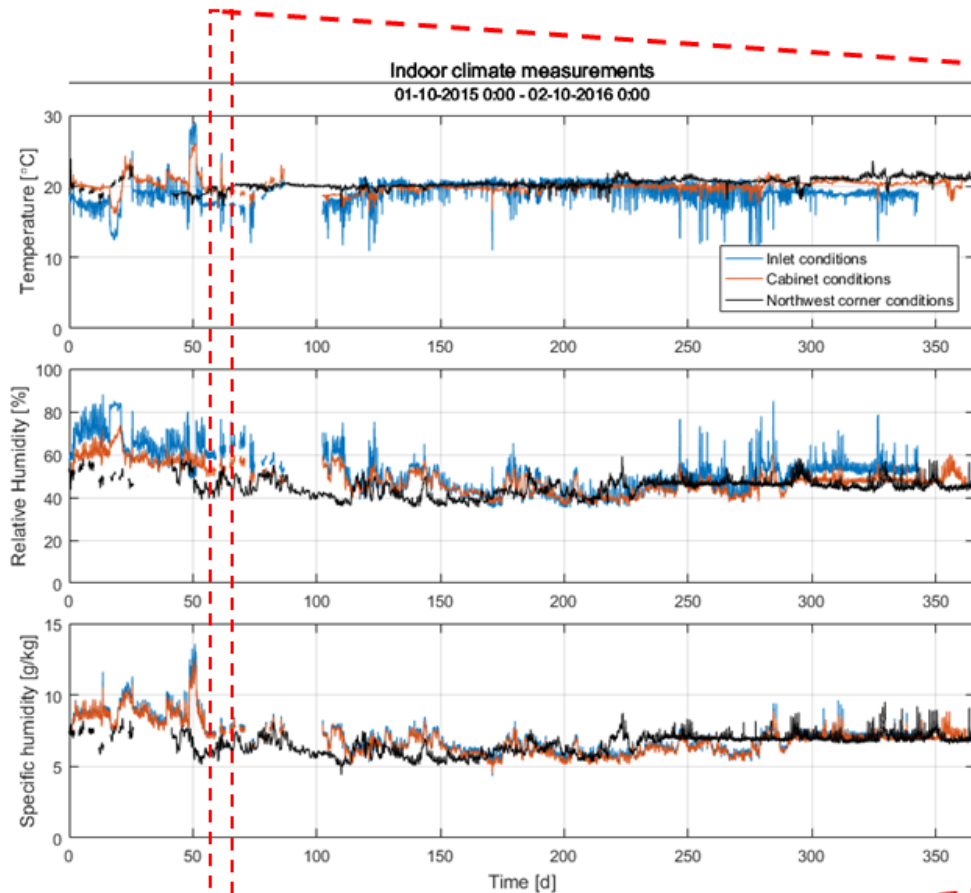 Indoor climate measurements
01-10-2015 0:00 - 02-10-2016 0:00
Temperature [°C]
30
20
10
0
0 50 100 150 200 250 300 350
Inlet conditions
Cabinet conditions
Northwest corner conditions
Relative Humidity [%]
100
80
60
40
20
0
0 50 100 150 200 250 300 350
Specific humidity [g/kg]
15
10
5
0
0 50 100 150 200 250 300 350
Time [d]